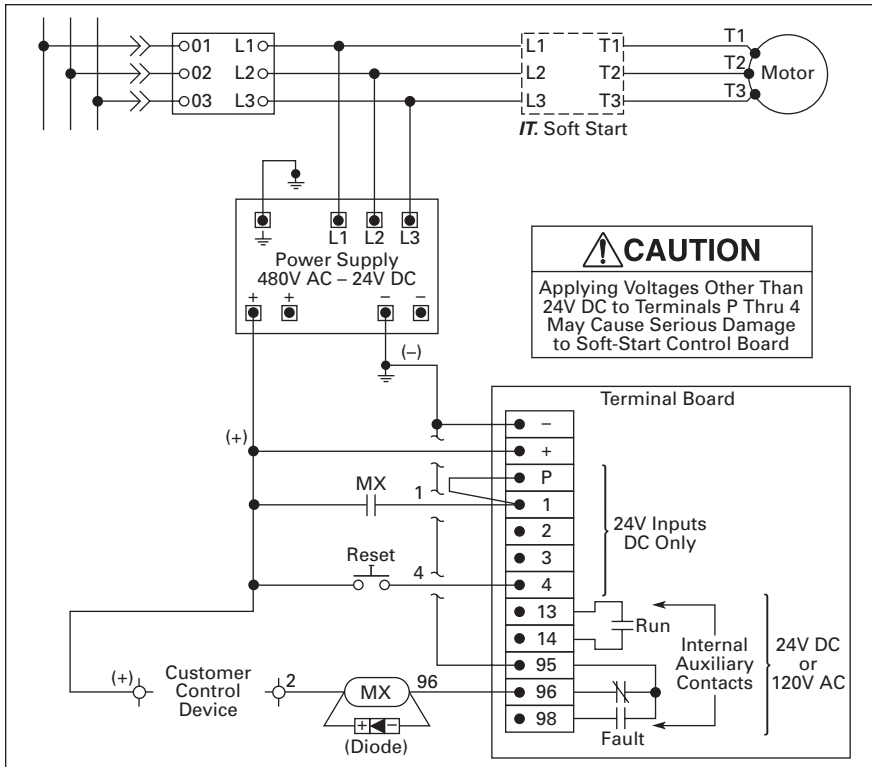 01 L1 L1 T1 T1
02 L2 L2 T2 T2 Motor
03 L3 L3 T3 T3
IT. Soft Start
L1 L2 L3
Power Supply
480V AC – 24V DC
+ + – –
(–)
CAUTION
Applying Voltages Other Than
24V DC to Terminals P Thru 4
May Cause Serious Damage
to Soft-Start Control Board
Terminal Board
–
(+) +
P
MX 1 1
2
3
24V Inputs
DC Only
Reset
4 4
13
Run
14
95
96
98
Fault
Internal
Auxiliary
Contacts
24V DC
or
120V AC
(+) Customer
Control
Device
2 MX 96
+ –
(Diode)